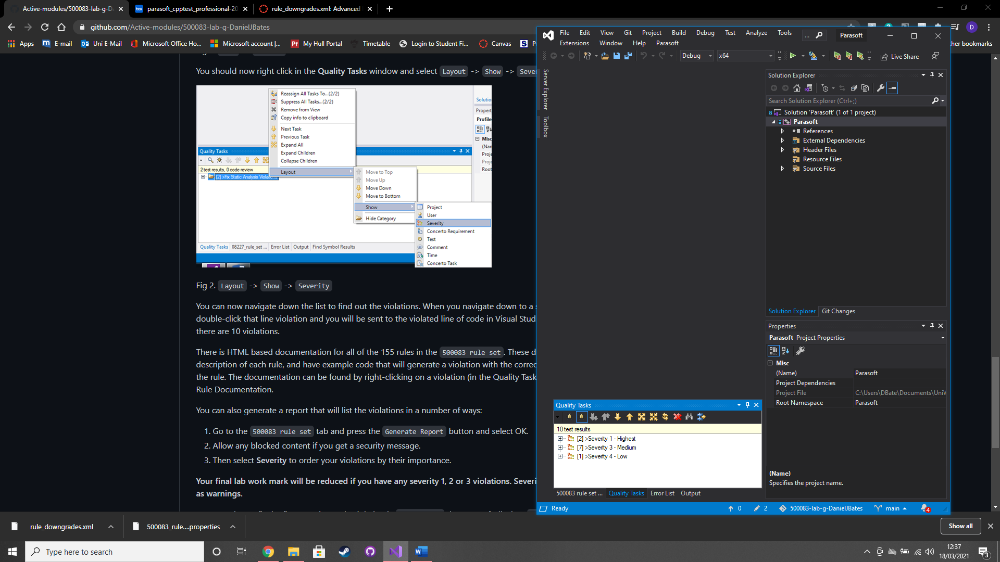 Active-modules/500083-lab-g-Da
parasoft_cpptest_professional-20
rule_downgrades.xml: Advanced
github.com/Active-modules/500083-lab-g-DanielJBates
D
Apps
E-mail
Uni E-Mail
Microsoft Office Ho...
Microsoft account |...
My Hull Portal
Timetable
Login to Student Fi...
Canvas
her bookmarks
You should now right click in the Quality Tasks window and select Layout -> Show -> Sever
Reassign All Tasks To...(2/2)
Suppress All Tasks...(2/2)
Remove from View
Copy info to clipboard
Next Task
Previous Task
Expand All
Expand Children
Collapse Children
Layout
Move to Top
Move Up
Move Down
Move to Bottom
Show
Hide Category
Project
User
Severity
Concerto Requirement
Test
Comment
Time
Concerto Task
Solutio
Propert
Profile
Misc
(Nan
Proje
Proje
Root
Quality Tasks
2 test results, 0 code review
[2] >Fix Static Analysis Violation
Quality Tasks
08227_rule_set ...
Error List
Output
Find Symbol Results
Fig 2. Layout -> Show -> Severity
You can now navigate down the list to find out the violations. When you navigate down to a s
double-click that line violation and you will be sent to the violated line of code in Visual Stud
there are 10 violations.
There is HTML based documentation for all of the 155 rules in the 500083 rule set. These d
description of each rule, and have example code that will generate a violation with the correc
the rule. The documentation can be found by right-clicking on a violation (in the Quality Task
Rule Documentation.
You can also generate a report that will list the violations in a number of ways:
1. Go to the 500083 rule set tab and press the Generate Report button and select OK.
2. Allow any blocked content if you get a security message.
3. Then select Severity to order your violations by their importance.
Your final lab work mark will be reduced if you have any severity 1, 2 or 3 violations. Severi
as warnings.
File
Edit
View
Git
Project
Build
Debug
Test
Analyze
Tools
Extensions
Window
Help
Parasoft
...
Parasoft
Debug
x64
Live Share
Server Explorer
Toolbox
Solution Explorer
Search Solution Explorer (Ctrl+;)
Solution 'Parasoft' (1 of 1 project)
Parasoft
References
External Dependencies
Header Files
Resource Files
Source Files
Solution Explorer
Git Changes
Properties
Parasoft Project Properties
Misc
(Name) Parasoft
Project Dependencies
Project File C:\Users\DBate\Documents\Uni\
Root Namespace Parasoft
(Name)
Specifies the project name.
Quality Tasks
10 test results
[2] >Severity 1 - Highest
[7] >Severity 3 - Medium
[1] >Severity 4 - Low
500083 rule set ...
Quality Tasks
Error List
Output
Ready
0
2
500083-lab-g-DanielJBates
main
4
rule_downgrades.xml
500083_rule....properties
Show all
Type here to search
12:37
18/03/2021
3